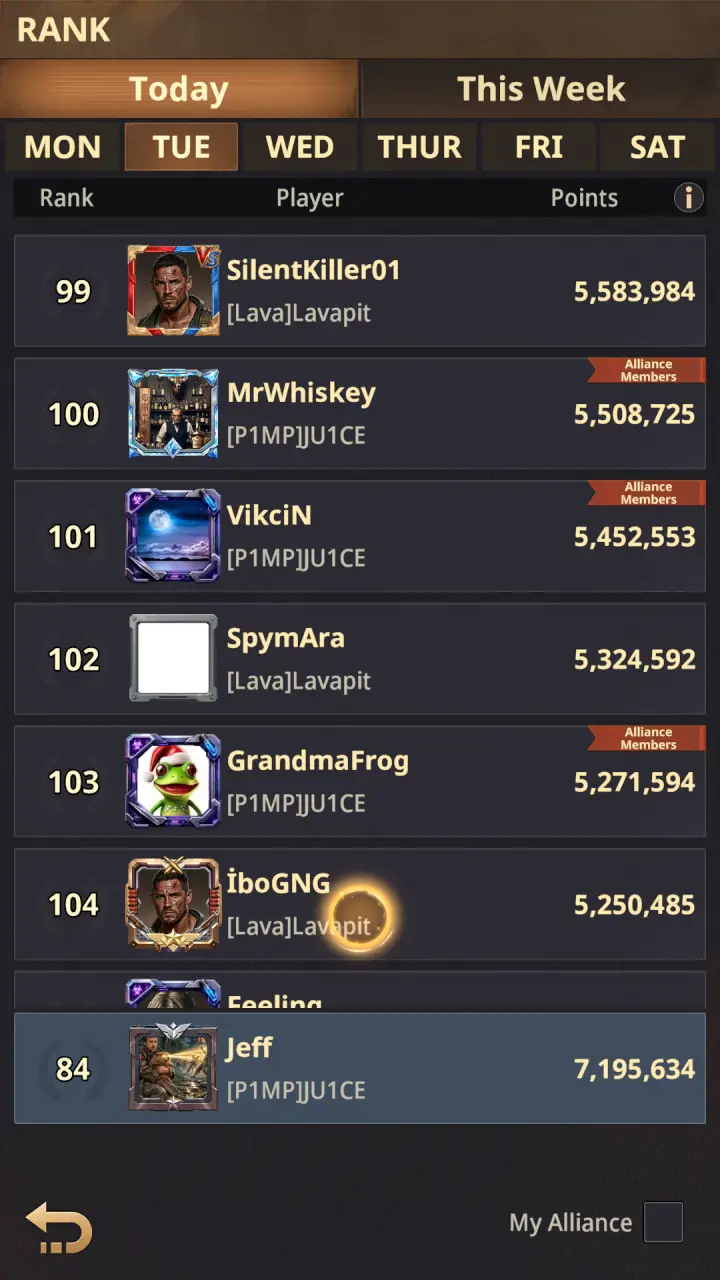 RANK
Today
This Week
MON
TUE
WED
THUR
FRI
SAT
Rank
Player
Points
99
SilentKiller01
[Lava]Lavapit
5,583,984
100
MrWhiskey
[P1MP]JU1CE
Alliance
Members
5,508,725
101
VikciN
[P1MP]JU1CE
Alliance
Members
5,452,553
102
SpymAra
[Lava]Lavapit
5,324,592
103
GrandmaFrog
[P1MP]JU1CE
Alliance
Members
5,271,594
104
İboGNG
[Lava]Lavapit
5,250,485
Feeling
84
Jeff
[P1MP]JU1CE
7,195,634
My Alliance